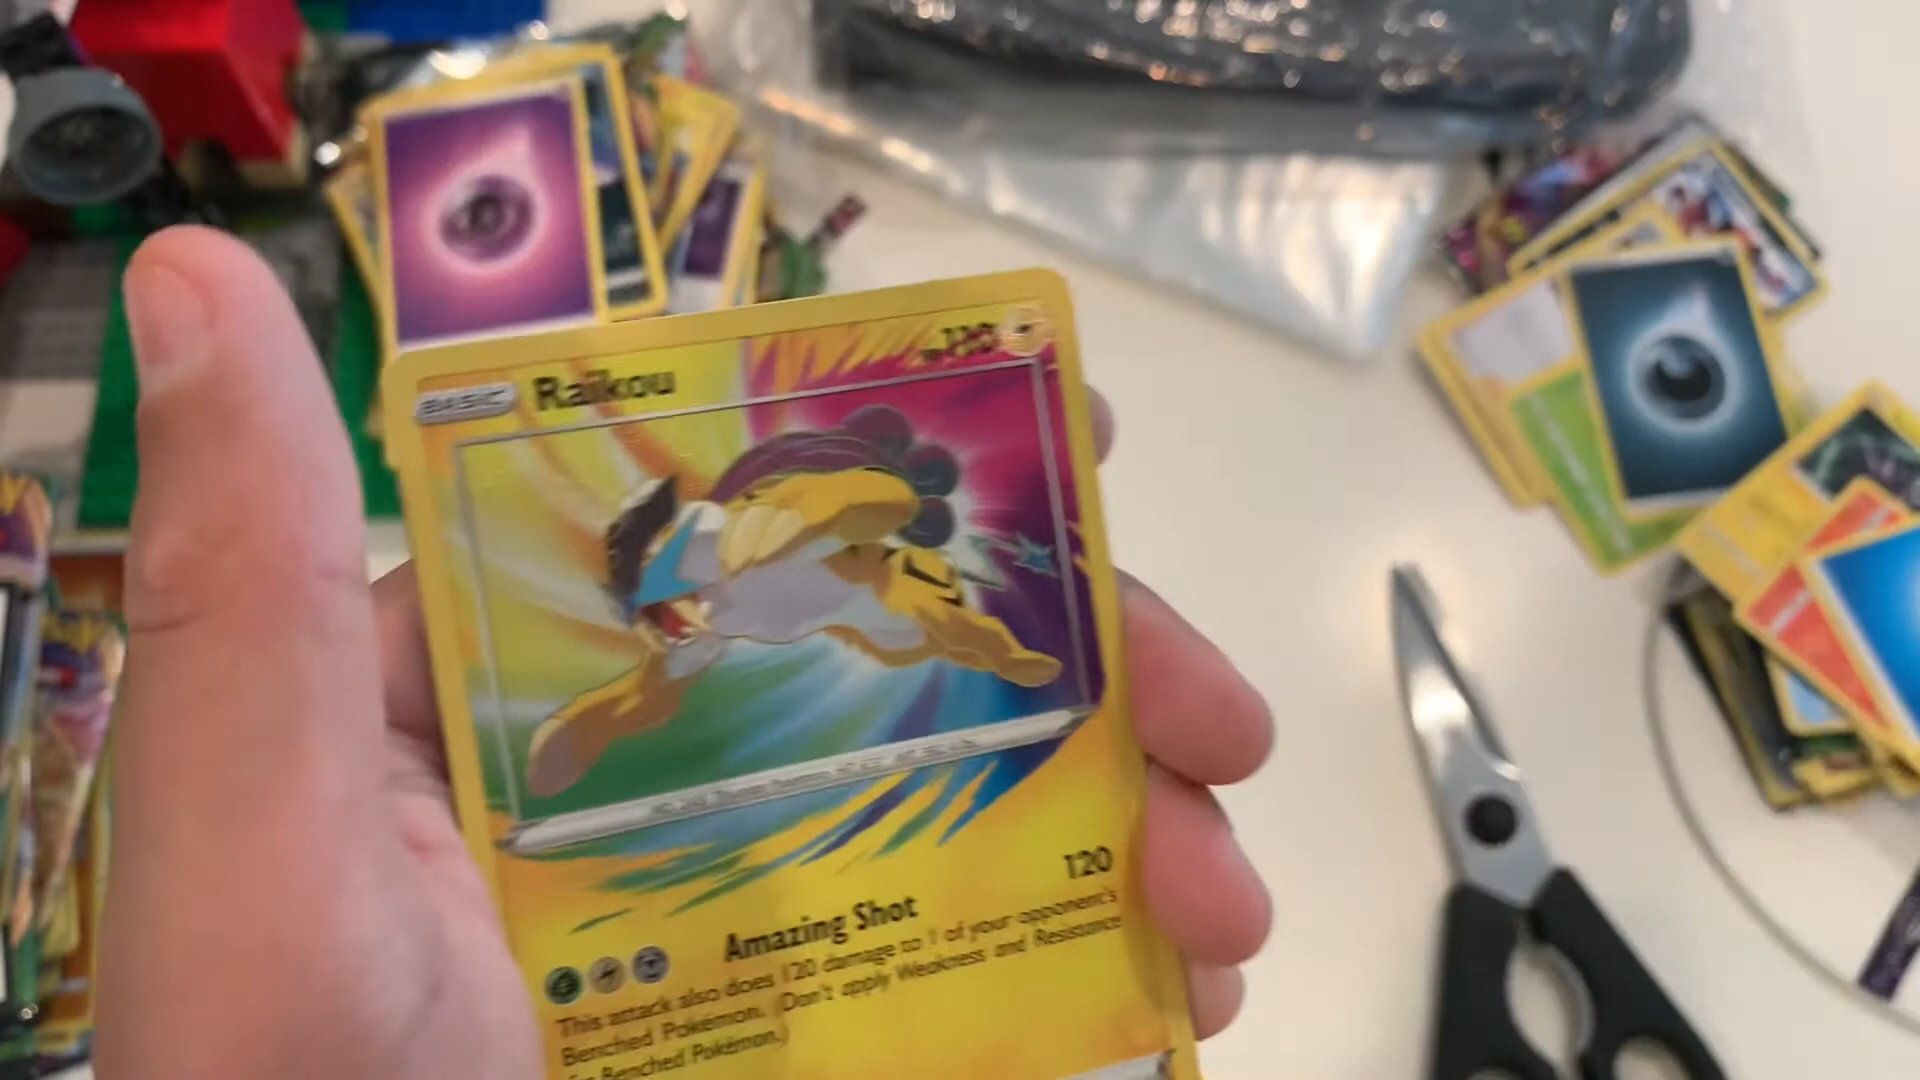 BASIC Raikou 120
Amazing Shot 120
This attack also does 120 damage to 1 of your opponent's
Benched Pokémon. (Don't apply Weakness and Resistance
for Benched Pokémon.)